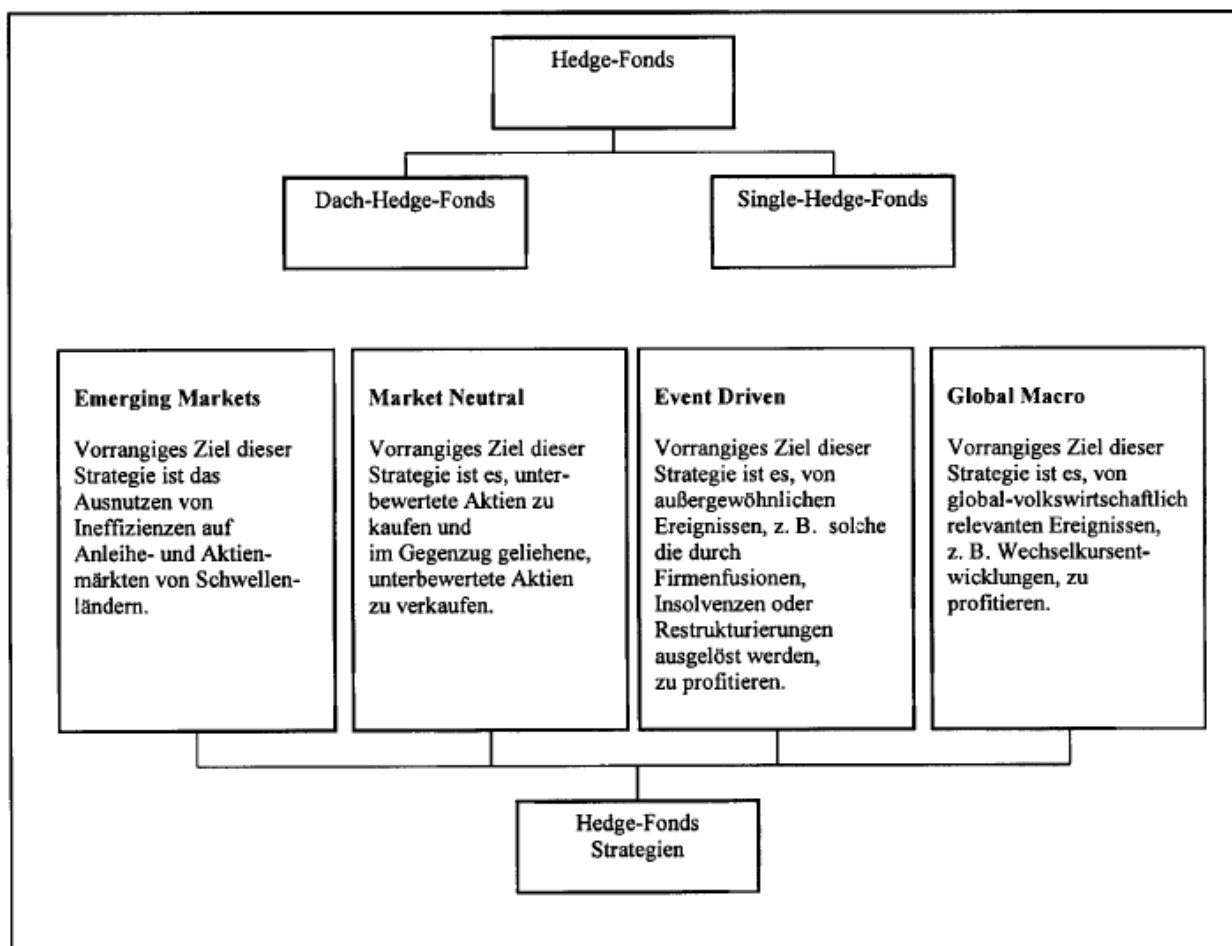 Hedge-Fonds
Dach-Hedge-Fonds
Single-Hedge-Fonds
Emerging Markets
Vorrangiges Ziel dieser
Strategie ist das
Ausnutzen von
Ineffizienzen auf
Anleihe- und Aktien-
märkten von Schwellen-
ländern.
Market Neutral
Vorrangiges Ziel dieser
Strategie ist es, unter-
bewertete Aktien zu
kaufen und
im Gegenzug geliehene,
unterbewertete Aktien
zu verkaufen.
Event Driven
Vorrangiges Ziel dieser
Strategie ist es, von
außergewöhnlichen
Ereignissen, z. B. solche
die durch
Firmenfusionen,
Insolvenzen oder
Restrukturierungen
ausgelöst werden,
zu profitieren.
Global Macro
Vorrangiges Ziel dieser
Strategie ist es, von
global-volkswirtschaftlich
relevanten Ereignissen,
z. B. Wechselkursent-
wicklungen, zu
profitieren.
Hedge-Fonds
Strategien